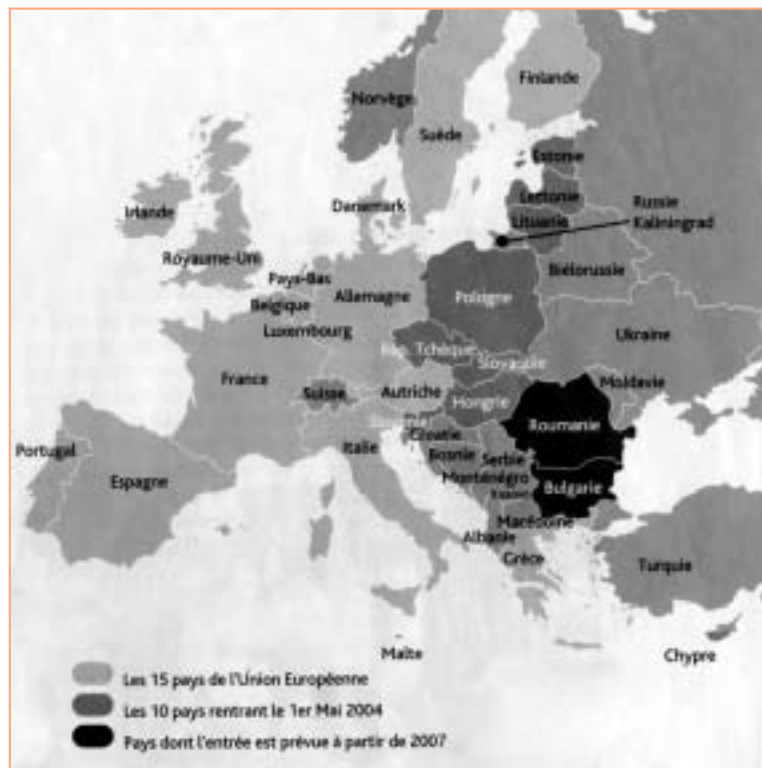 Finlande
Norvège
Suède
Estonie
Lettonie
Russie
Kaliningrad
Lituanie
Irlande
Danemark
Royaume-Uni
Biélorussie
Pays-Bas
Belgique
Allemagne
Pologne
Luxembourg
Ukraine
Rép. Tchèque
Slovaquie
France
Moldavie
Suisse
Autriche
Hongrie
Roumanie
Croatie
Italie
Bosnie
Serbie
Portugal
Espagne
Monténégro
Bulgarie
Macédoine
Albanie
Grèce
Turquie
Malte
Chypre
Les 15 pays de l'Union Européenne
Les 10 pays rentrant le 1er Mai 2004
Pays dont l'entrée est prévue à partir de 2007